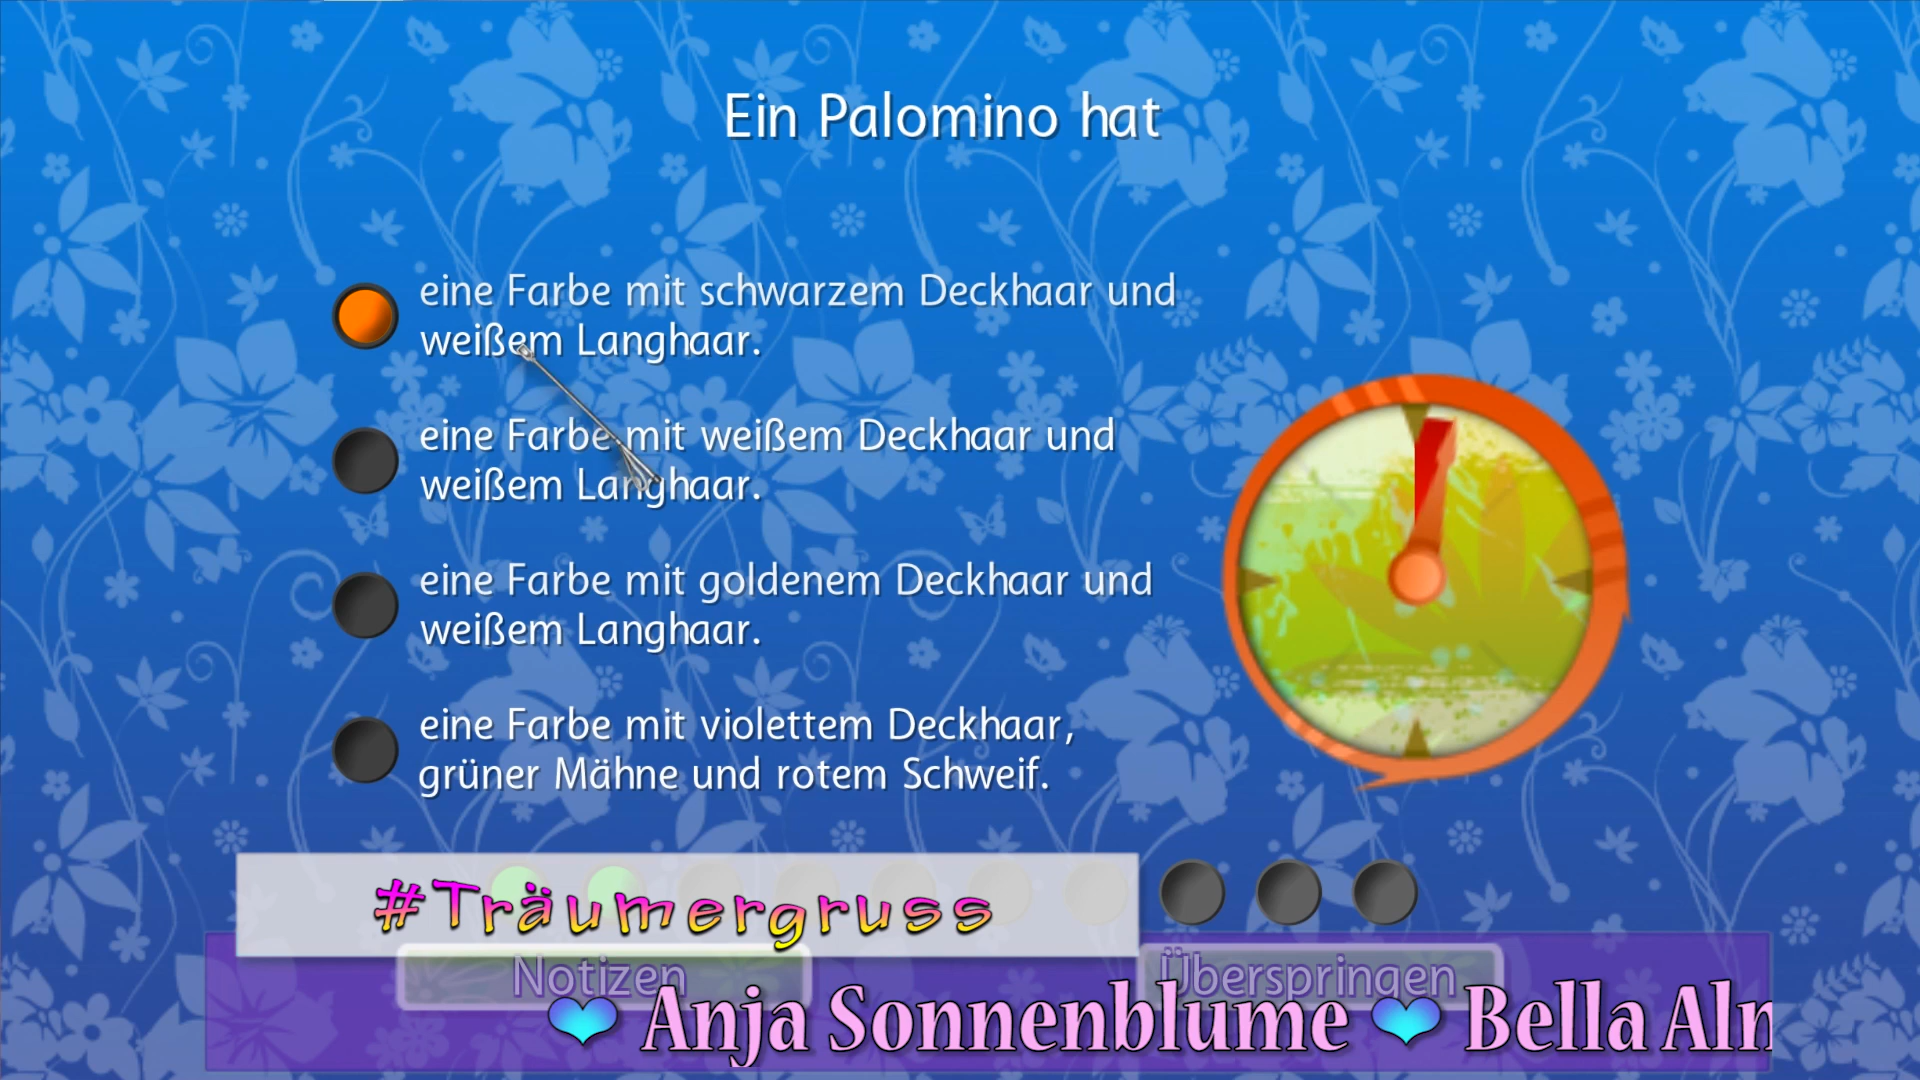 Ein Palomino hat
eine Farbe mit schwarzem Deckhaar und
weißem Langhaar.
eine Farbe mit weißem Deckhaar und
weißem Langhaar.
eine Farbe mit goldenem Deckhaar und
weißem Langhaar.
eine Farbe mit violettem Deckhaar,
grüner Mähne und rotem Schweif.
#Träumergruss
Notizen
Überspringen
Anja Sonnenblume
Bella